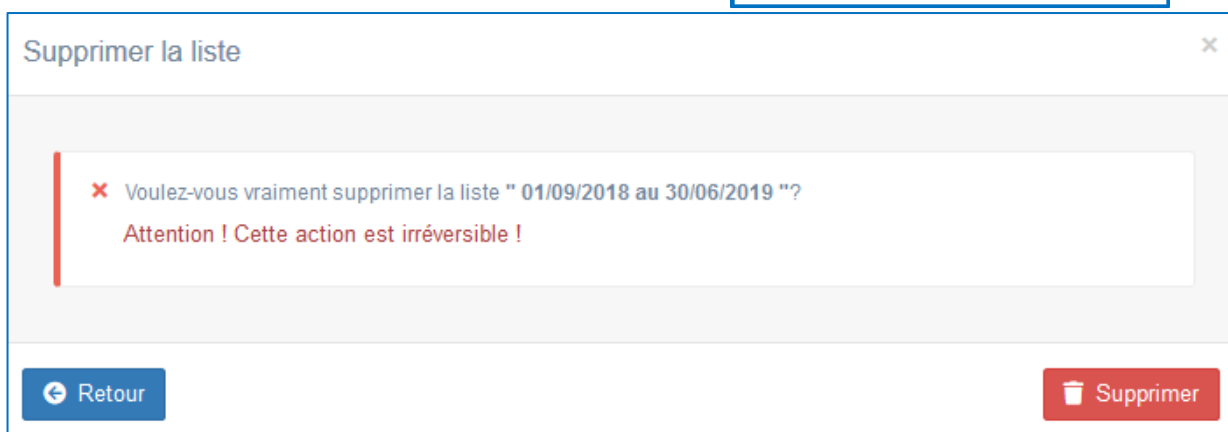 Supprimer la liste
Voulez-vous vraiment supprimer la liste " 01/09/2018 au 30/06/2019 "?
Attention ! Cette action est irréversible !
Retour
Supprimer